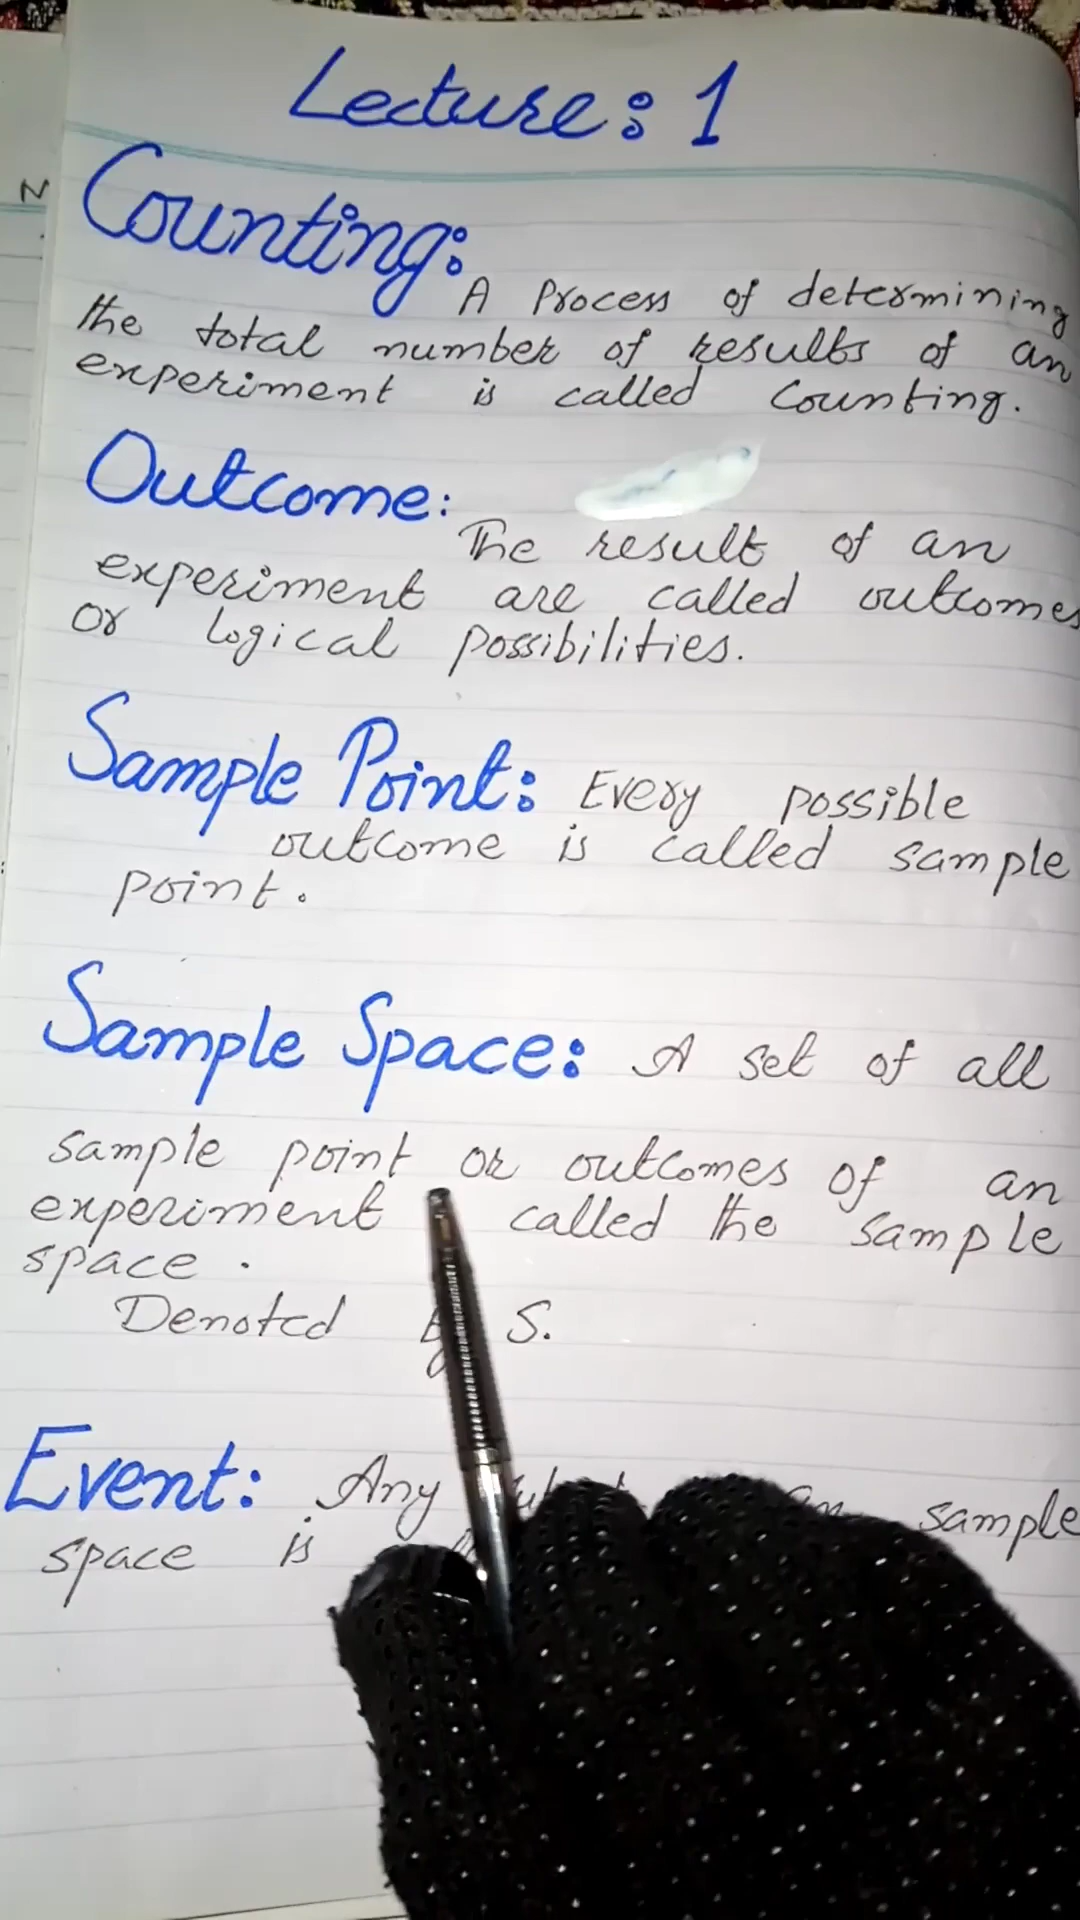 Lecture: 1
Counting:
A Process of determining
the total number of results of an
experiment is called Counting.
Outcome:
The result of an
experiment are called outcomes
or logical possibilities.
Sample Point: Every possible
outcome is called sample
point.
Sample Space: A set of all
sample point or outcomes of an
experiment called the sample
space.
Denoted by S.
Event: Any sample
space is
N